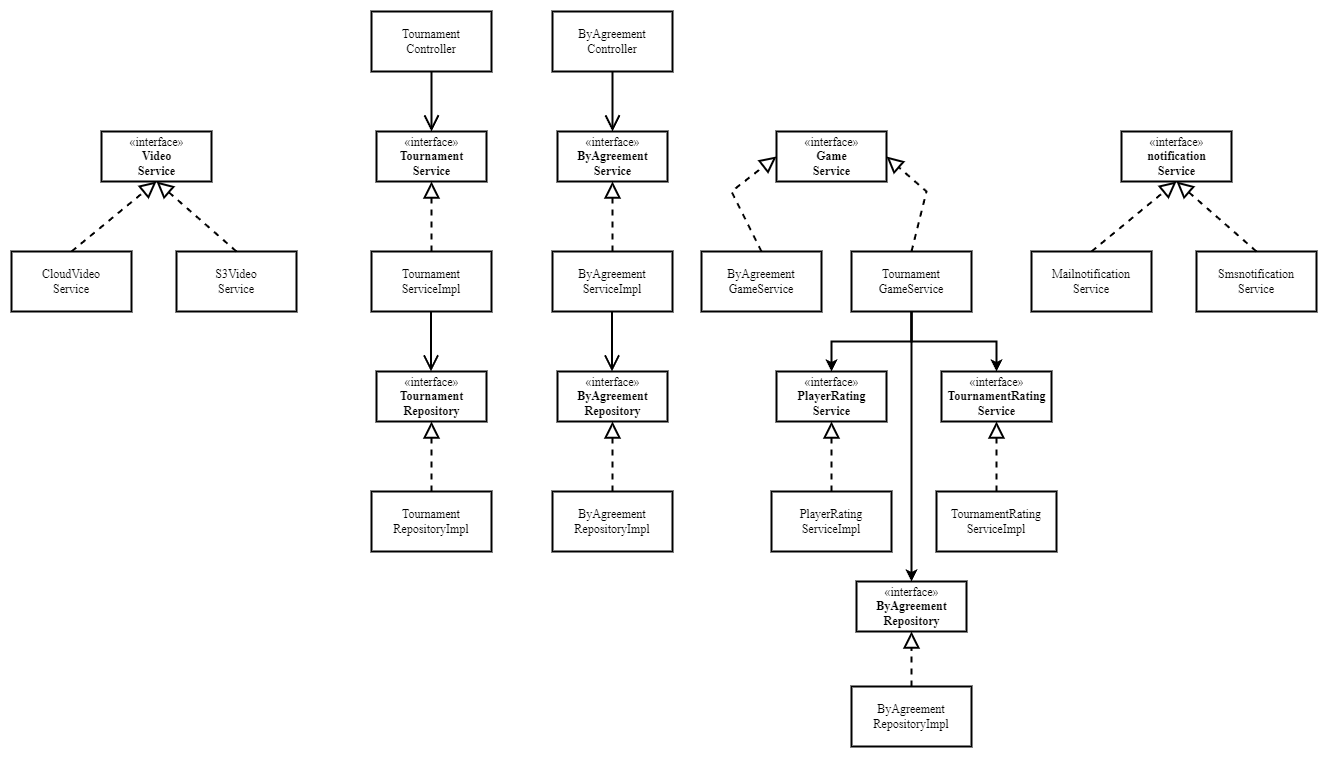 Tournament
Controller
ByAgreement
Controller
«interface»
Video
Service
«interface»
Tournament
Service
«interface»
ByAgreement
Service
«interface»
Game
Service
«interface»
notification
Service
CloudVideo
Service
S3Video
Service
Tournament
ServiceImpl
ByAgreement
ServiceImpl
ByAgreement
GameService
Tournament
GameService
Mailnotification
Service
Smsnotification
Service
«interface»
Tournament
Repository
«interface»
ByAgreement
Repository
«interface»
PlayerRating
Service
«interface»
TournamentRating
Service
Tournament
RepositoryImpl
ByAgreement
RepositoryImpl
PlayerRating
ServiceImpl
TournamentRating
ServiceImpl
«interface»
ByAgreement
Repository
ByAgreement
RepositoryImpl